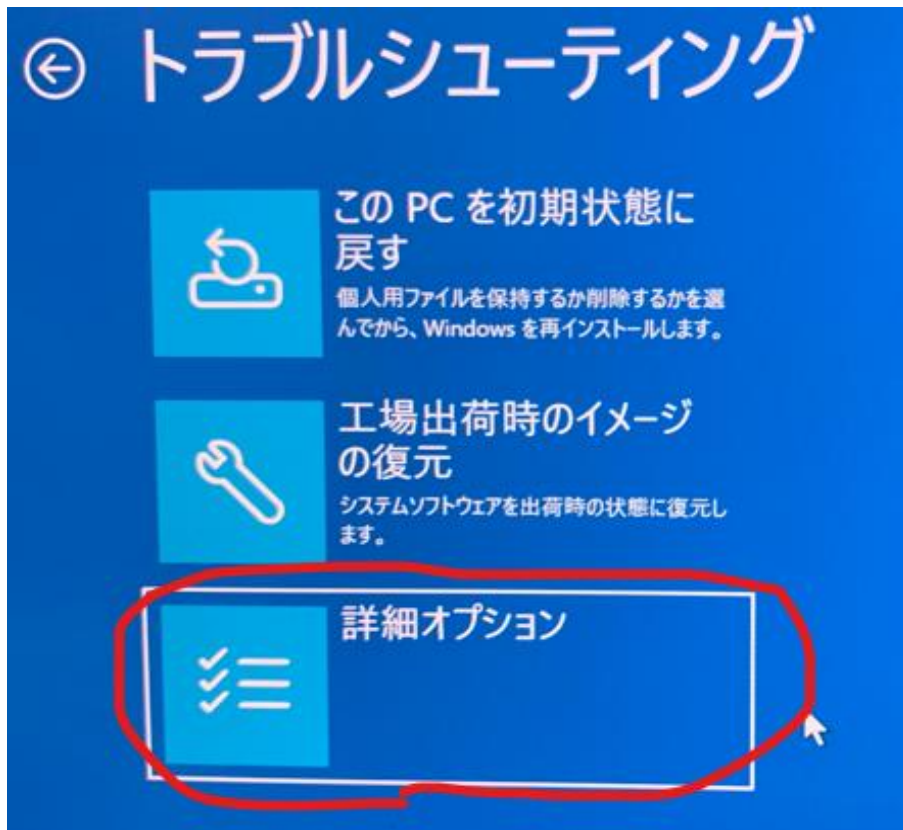 トラブルシューティング
この PC を初期状態に
戻す
個人用ファイルを保持するか削除するかを選
んでから、Windows を再インストールします。
工場出荷時のイメージ
の復元
システムソフトウェアを出荷時の状態に復元し
ます。
詳細オプション